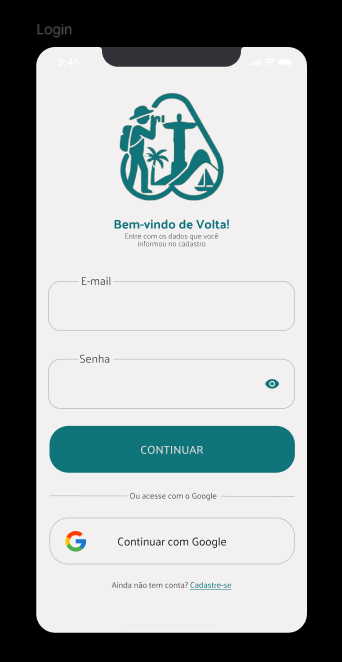 Login
9:41
Bem-vindo de Volta!
Entre com os dados que você
informou no cadastro
E-mail
Senha
CONTINUAR
Ou acesse com o Google
Continuar com Google
Ainda não tem conta? Cadastre-se